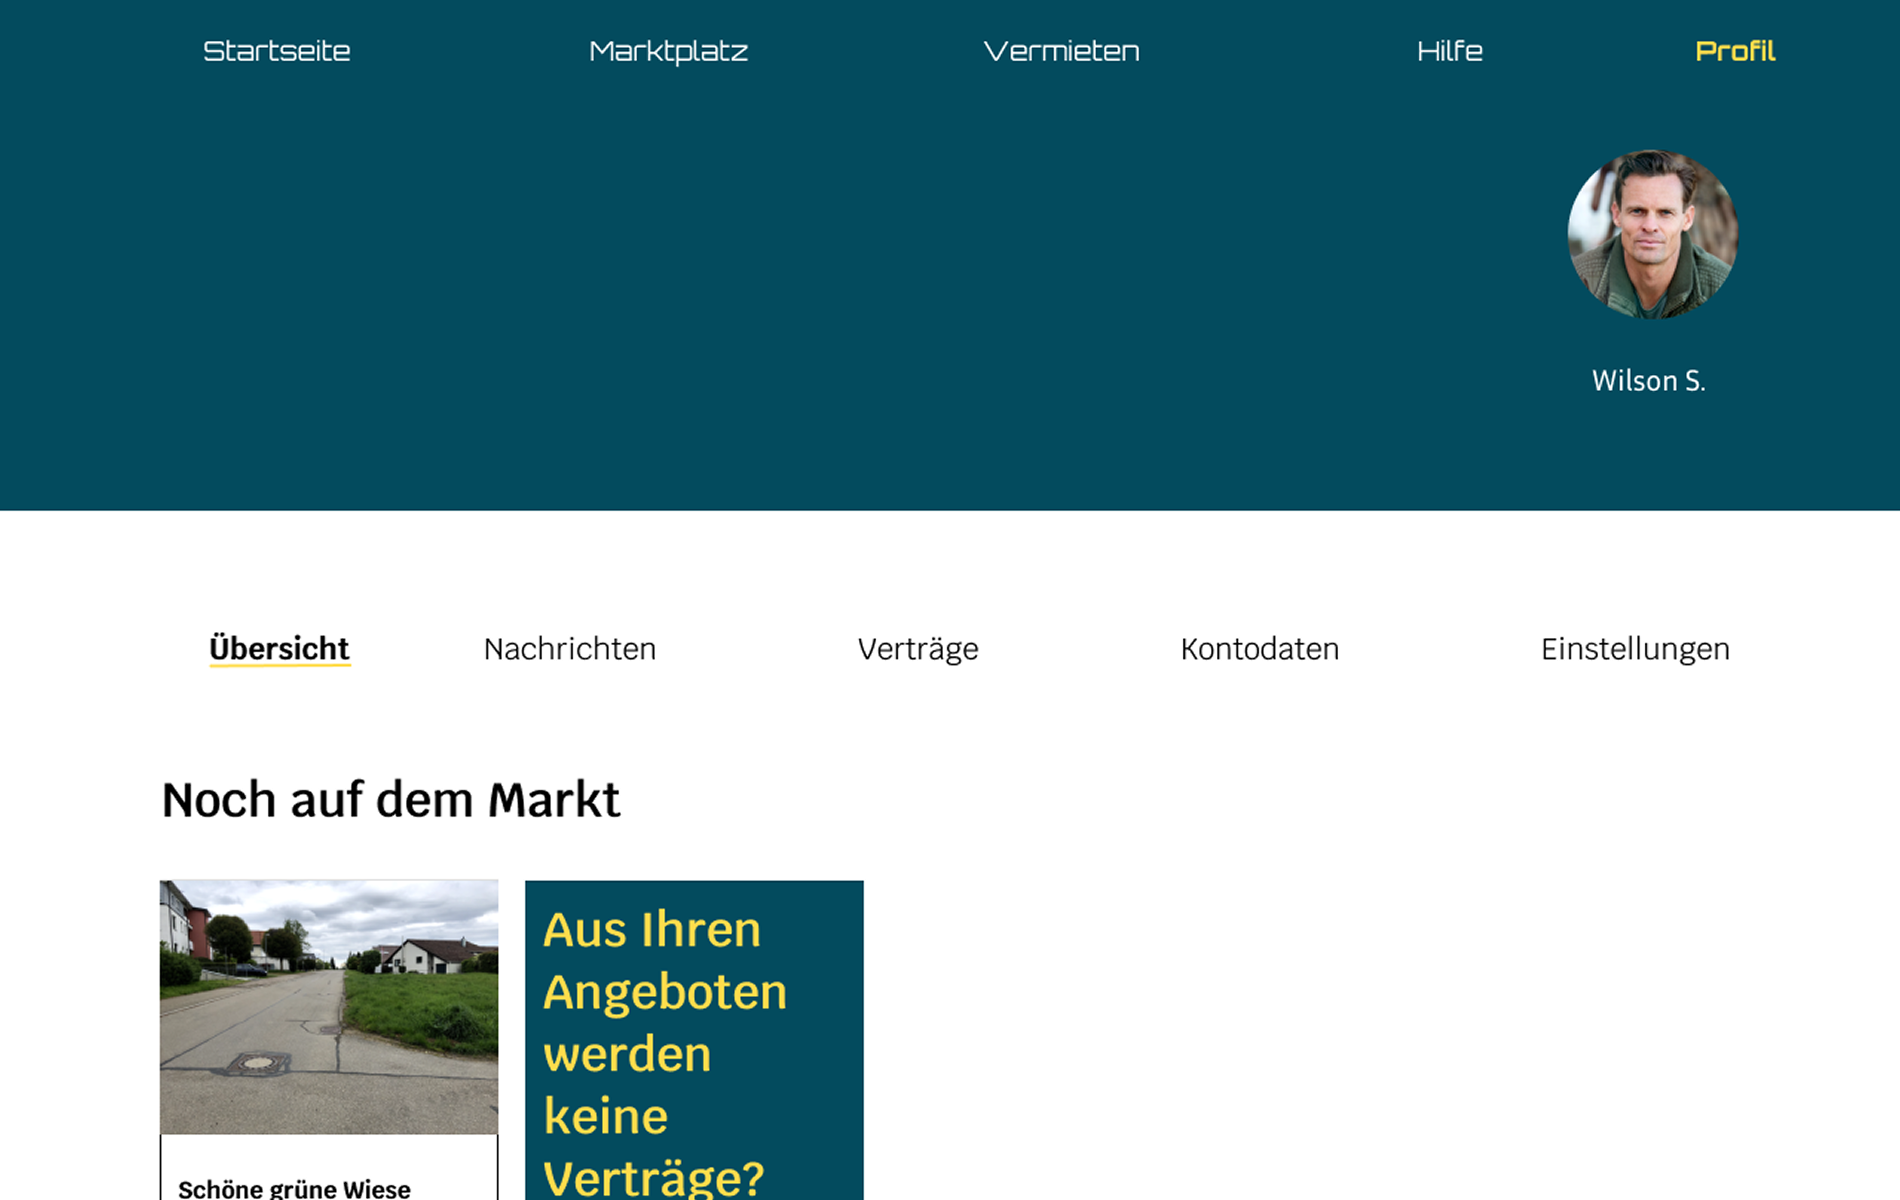 Startseite
Marktplatz
Vermieten
Hilfe
Profil
Wilson S.
Übersicht
Nachrichten
Verträge
Kontodaten
Einstellungen
Noch auf dem Markt
Aus Ihren
Angeboten
werden
keine
Verträge?
Schöne grüne Wiese